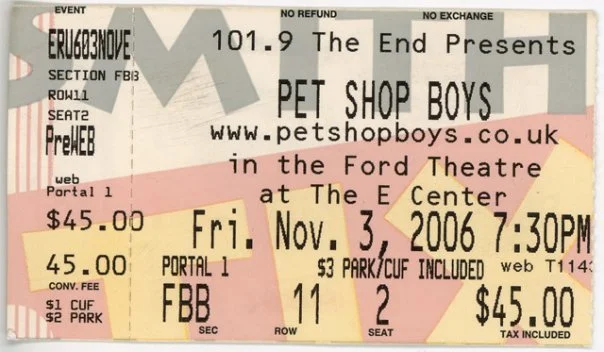 EVENT
NO REFUND
NO EXCHANGE
SMITH
TIX
ERU603NOVE
SECTION FBB
ROW11
SEAT2
PreWEB
web
Portal 1
$45.00
45.00
CONV. FEE
$1 CUF
$2 PARK
101.9 The End Presents
PET SHOP BOYS
www.petshopboys.co.uk
in the Ford Theatre
at The E Center
Fri. Nov. 3, 2006 7:30PM
PORTAL 1
$3 PARK/CUF INCLUDED
web T1143
FBB
11
2
$45.00
SEC
ROW
SEAT
TAX INCLUDED